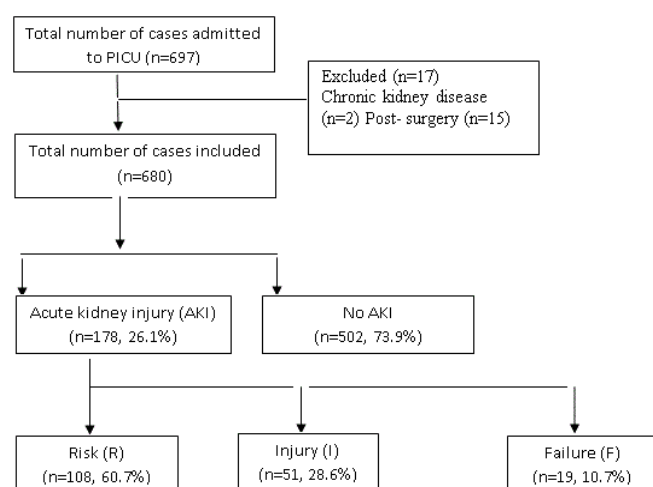 Total number of cases admitted
to PICU (n=697)
Excluded (n=17)
Chronic kidney disease
(n=2) Post- surgery (n=15)
Total number of cases included
(n=680)
Acute kidney injury (AKI)
(n=178, 26.1%)
No AKI
(n=502, 73.9%)
Risk (R)
(n=108, 60.7%)
Injury (I)
(n=51, 28.6%)
Failure (F)
(n=19, 10.7%)